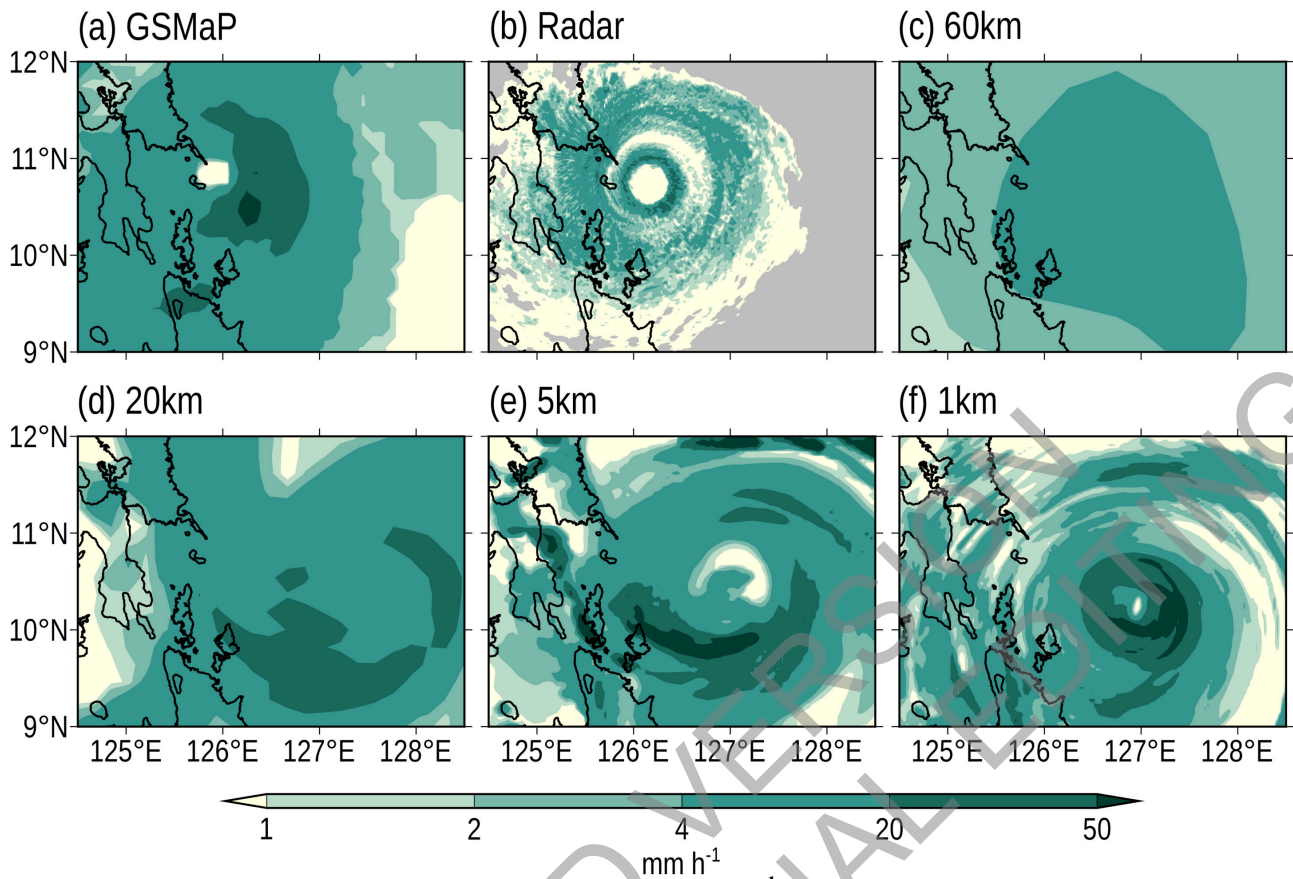 (a) GSMaP (b) Radar (c) 60km
12°N
11°N
10°N
9°N
(d) 20km (e) 5km (f) 1km
12°N
11°N
10°N
9°N
125°E 126°E 127°E 128°E 125°E 126°E 127°E 128°E 125°E 126°E 127°E 128°E
1 2 4 20 50
mm h⁻¹
D VERSION
IAL EDITING